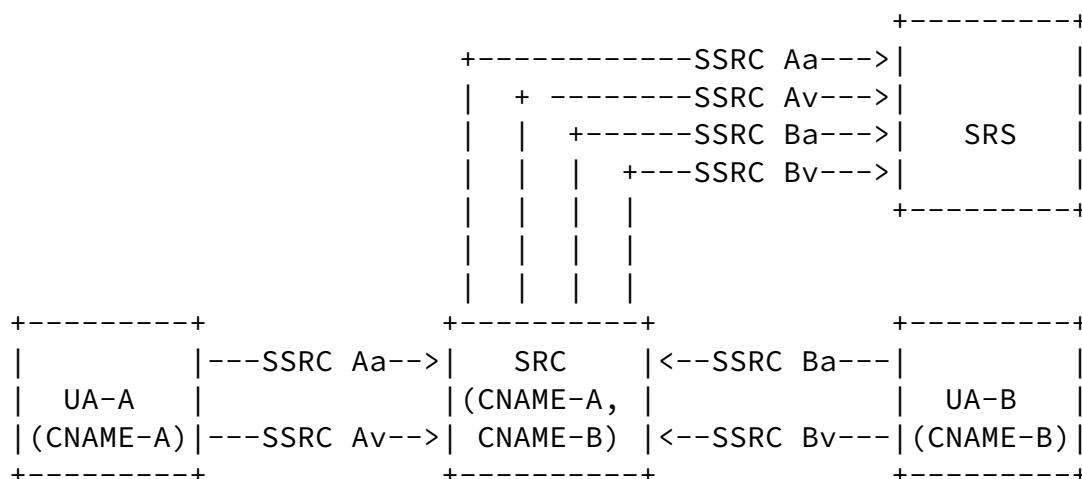 SSRC Aa--->
SSRC Av--->
SSRC Ba---> SRS
SSRC Bv--->
---SSRC Aa--> SRC <--SSRC Ba---
UA-A (CNAME-A, UA-B
(CNAME-A) ---SSRC Av--> CNAME-B) <--SSRC Bv--- (CNAME-B)